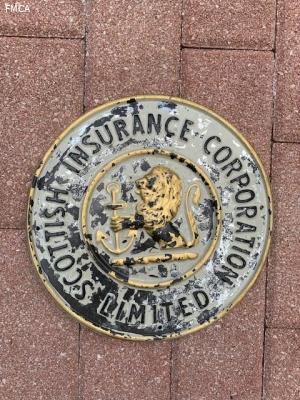 FMCA
SCOTTISH INSURANCE CORPORATION
LIMITED